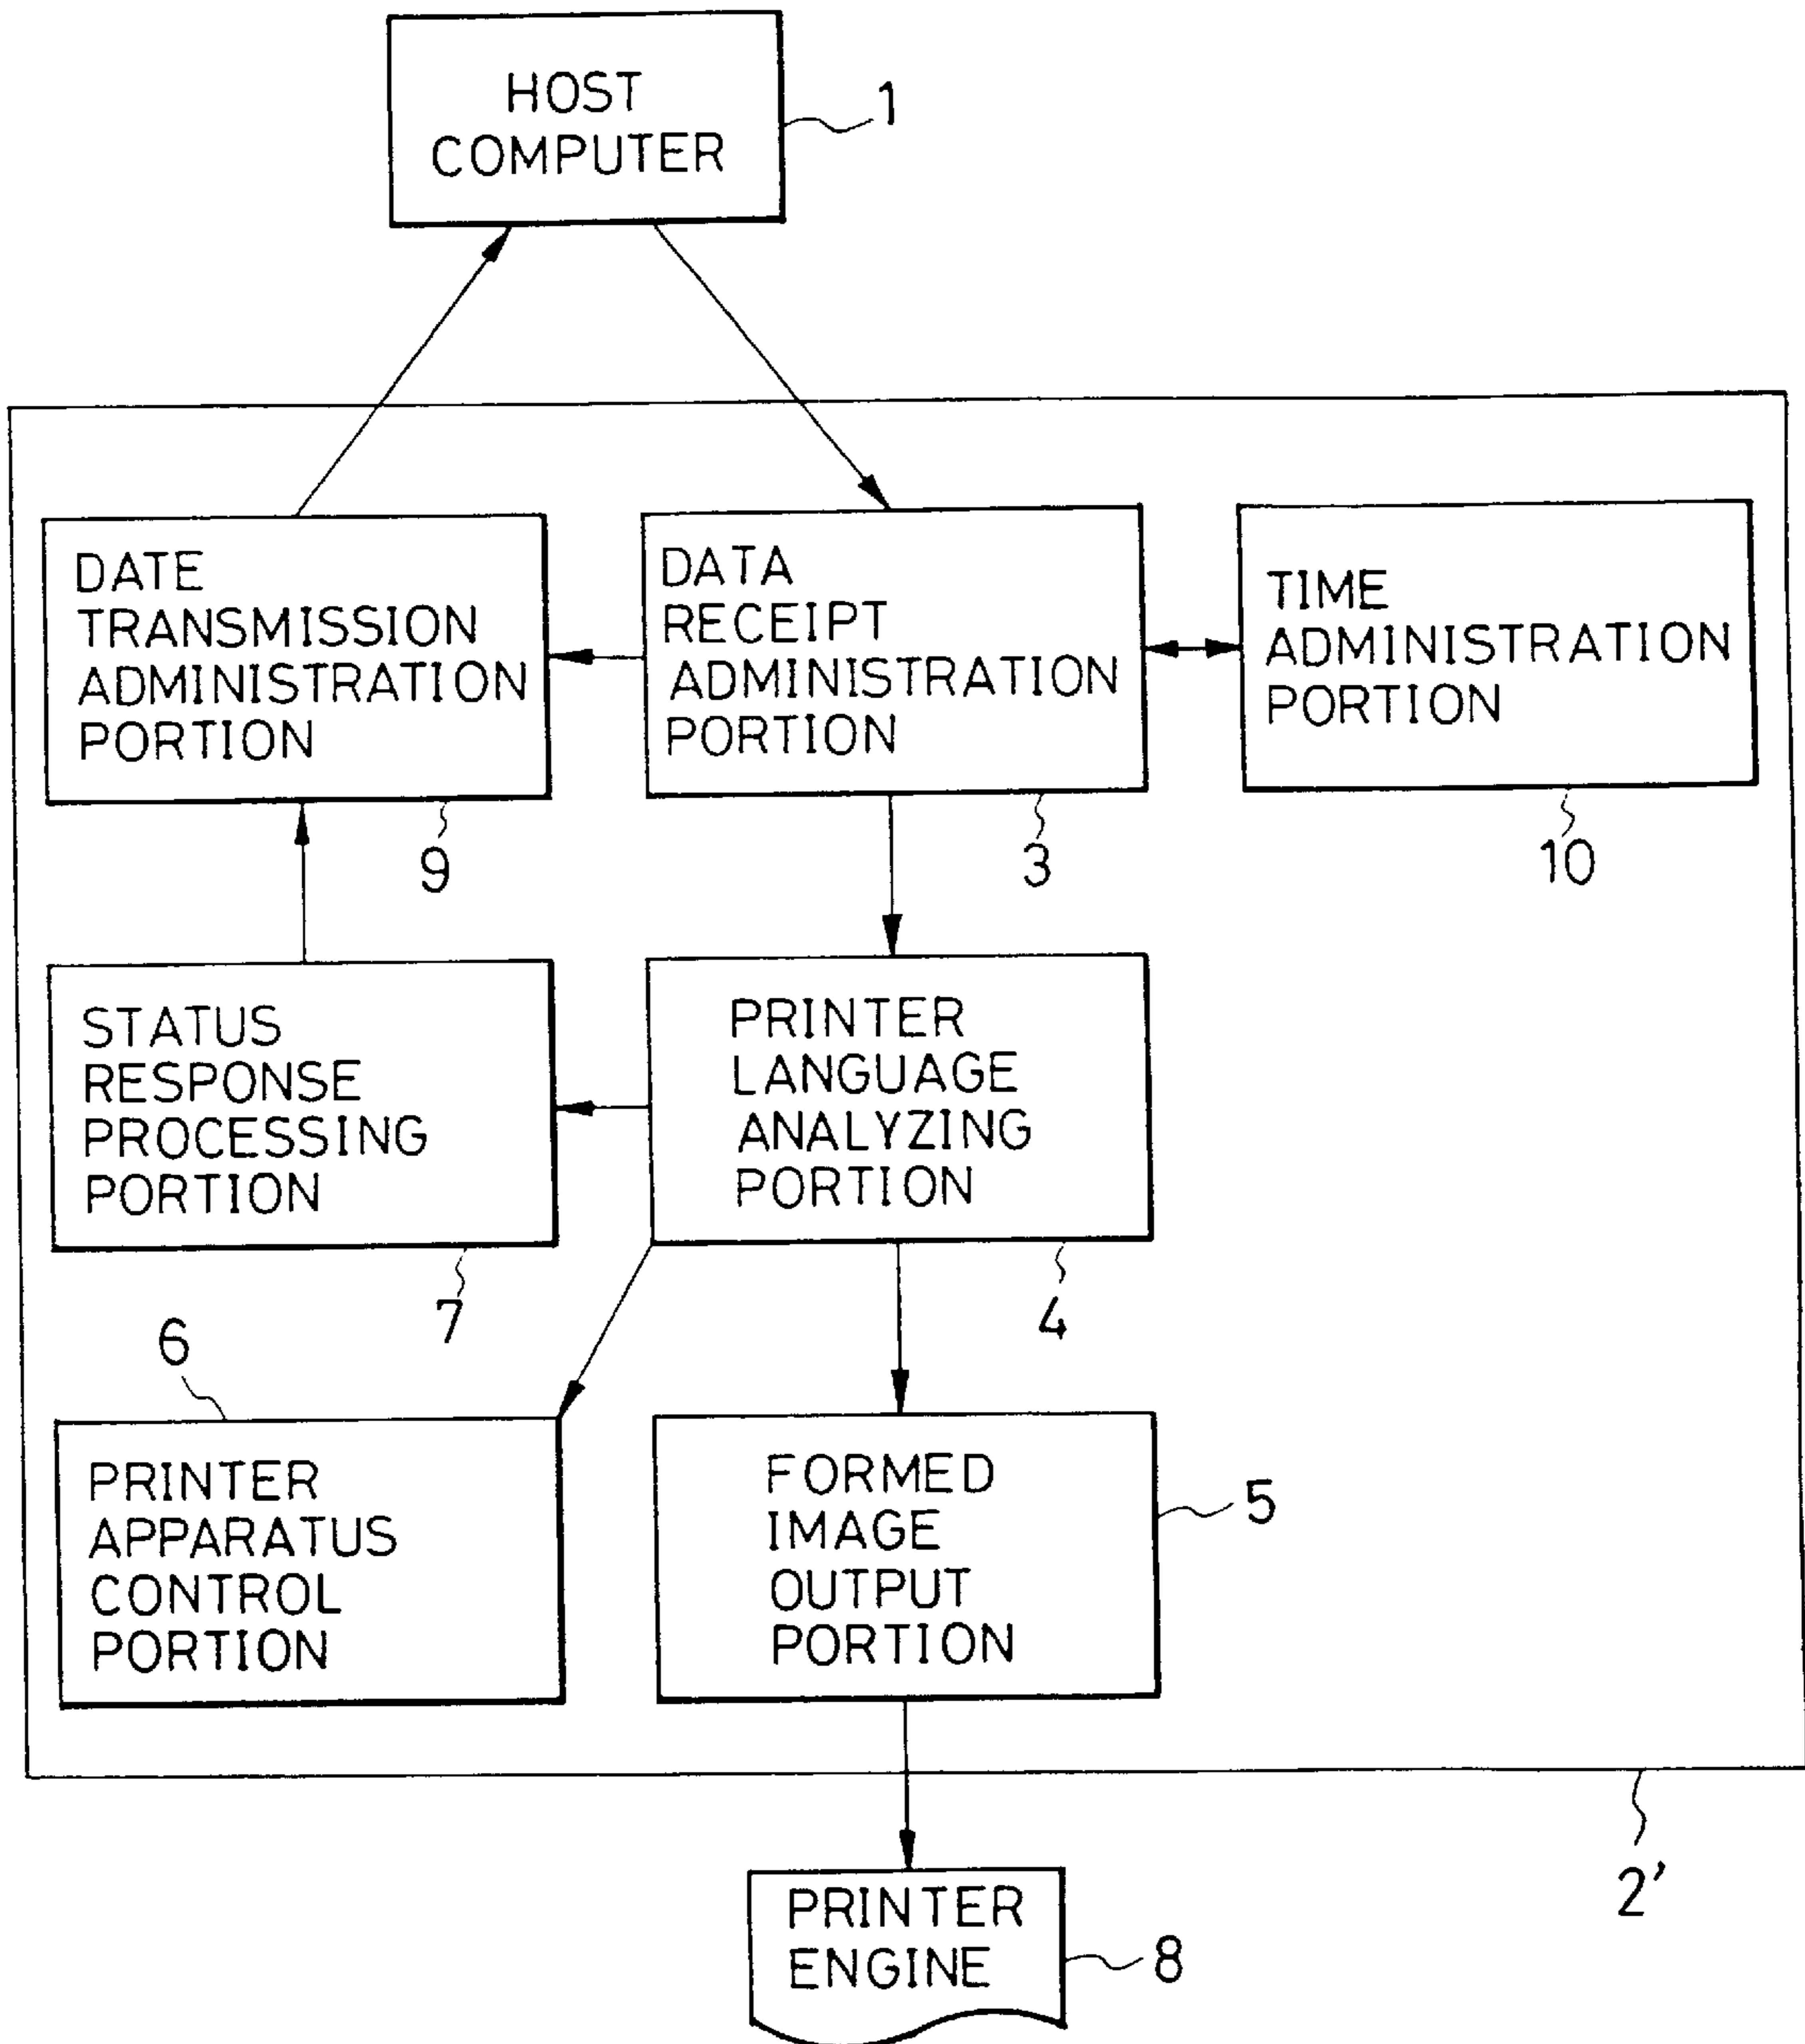 HOST
COMPUTER
1
DATE
TRANSMISSION
ADMINISTRATION
PORTION
9
DATA
RECEIPT
ADMINISTRATION
PORTION
3
TIME
ADMINISTRATION
PORTION
10
STATUS
RESPONSE
PROCESSING
PORTION
7
PRINTER
LANGUAGE
ANALYZING
PORTION
4
6
PRINTER
APPARATUS
CONTROL
PORTION
FORMED
IMAGE
OUTPUT
PORTION
5
2'
PRINTER
ENGINE
8